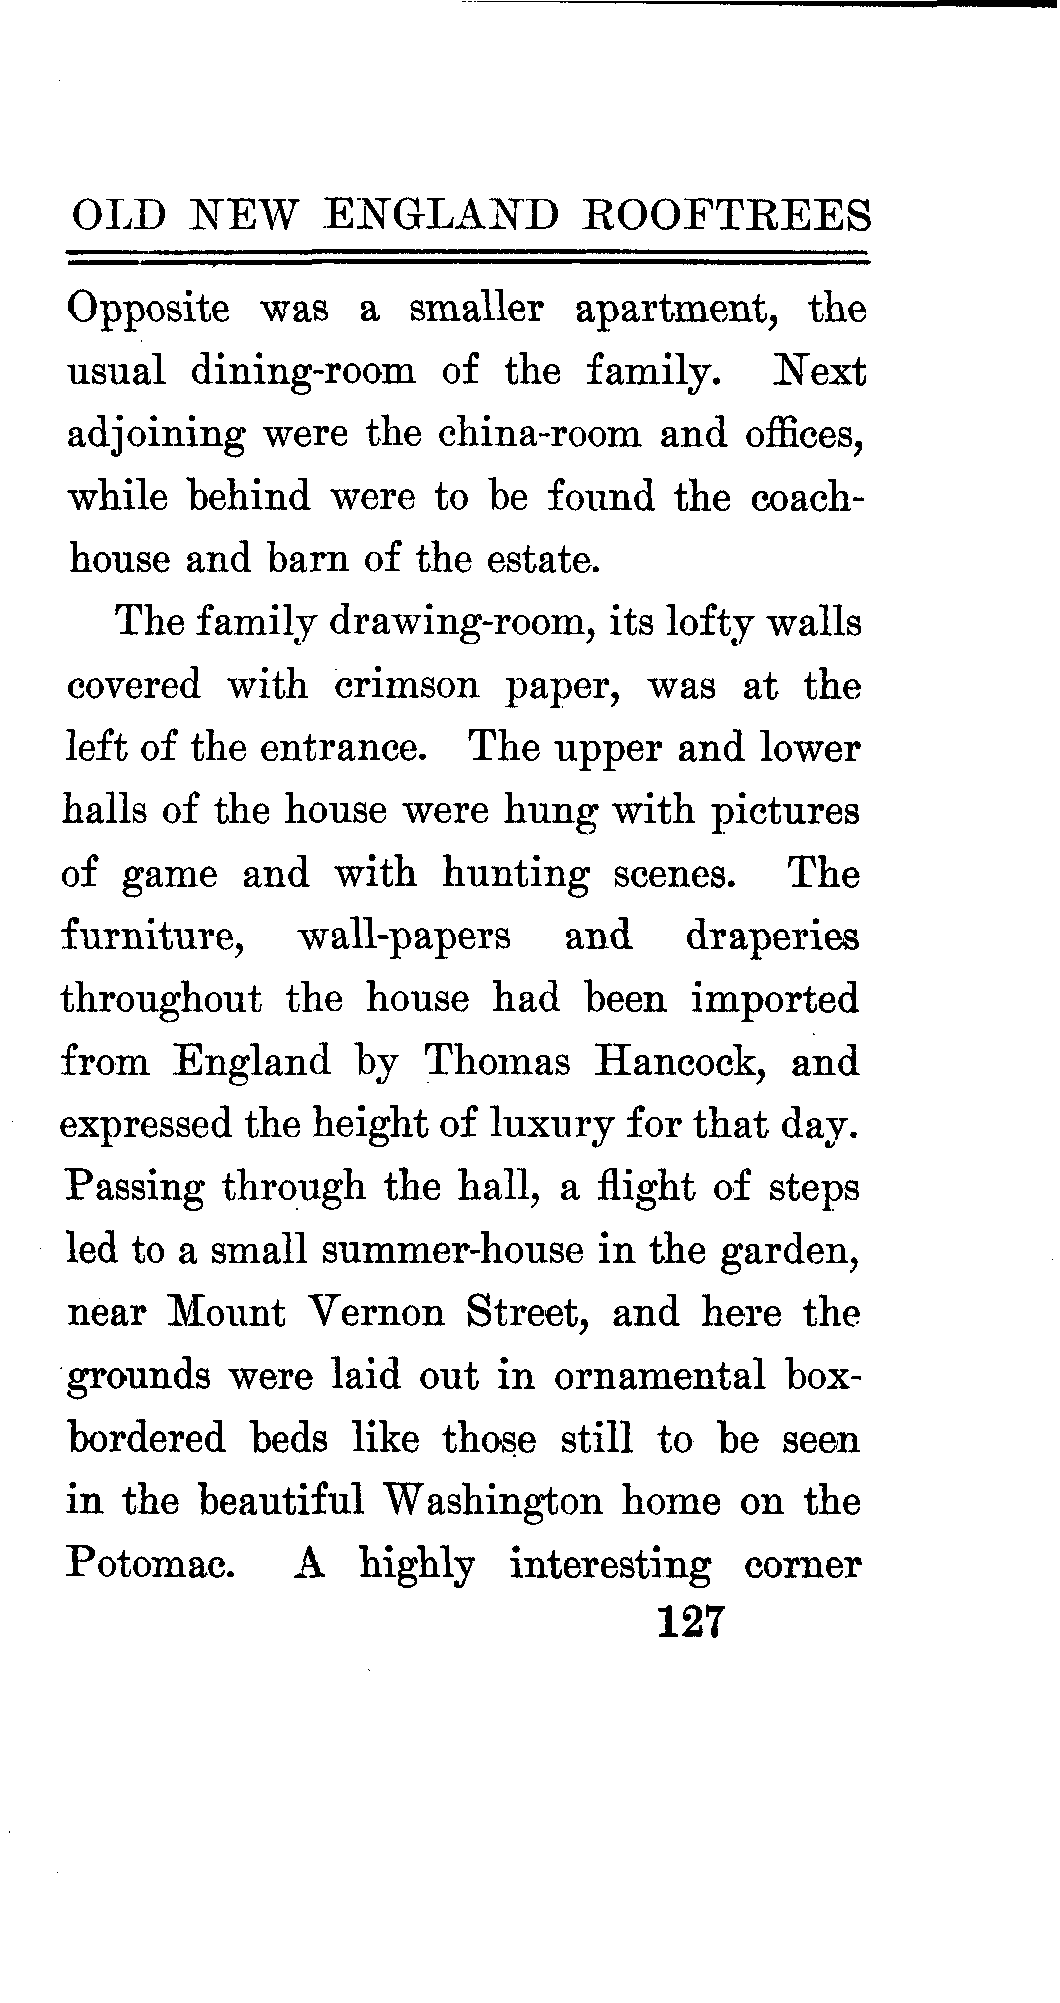 OLD NEW ENGLAND ROOFTREES
Opposite was a smaller apartment, the
usual dining-room of the family. Next
adjoining were the china-room and offices,
while behind were to be found the coach-
house and barn of the estate.
The family drawing-room, its lofty walls
covered with crimson paper, was at the
left of the entrance. The upper and lower
halls of the house were hung with pictures
of game and with hunting scenes. The
furniture, wall-papers and draperies
throughout the house had been imported
from England by Thomas Hancock, and
expressed the height of luxury for that day.
Passing through the hall, a flight of steps
led to a small summer-house in the garden,
near Mount Vernon Street, and here the
grounds were laid out in ornamental box-
bordered beds like those still to be seen
in the beautiful Washington home on the
Potomac. A highly interesting corner
127